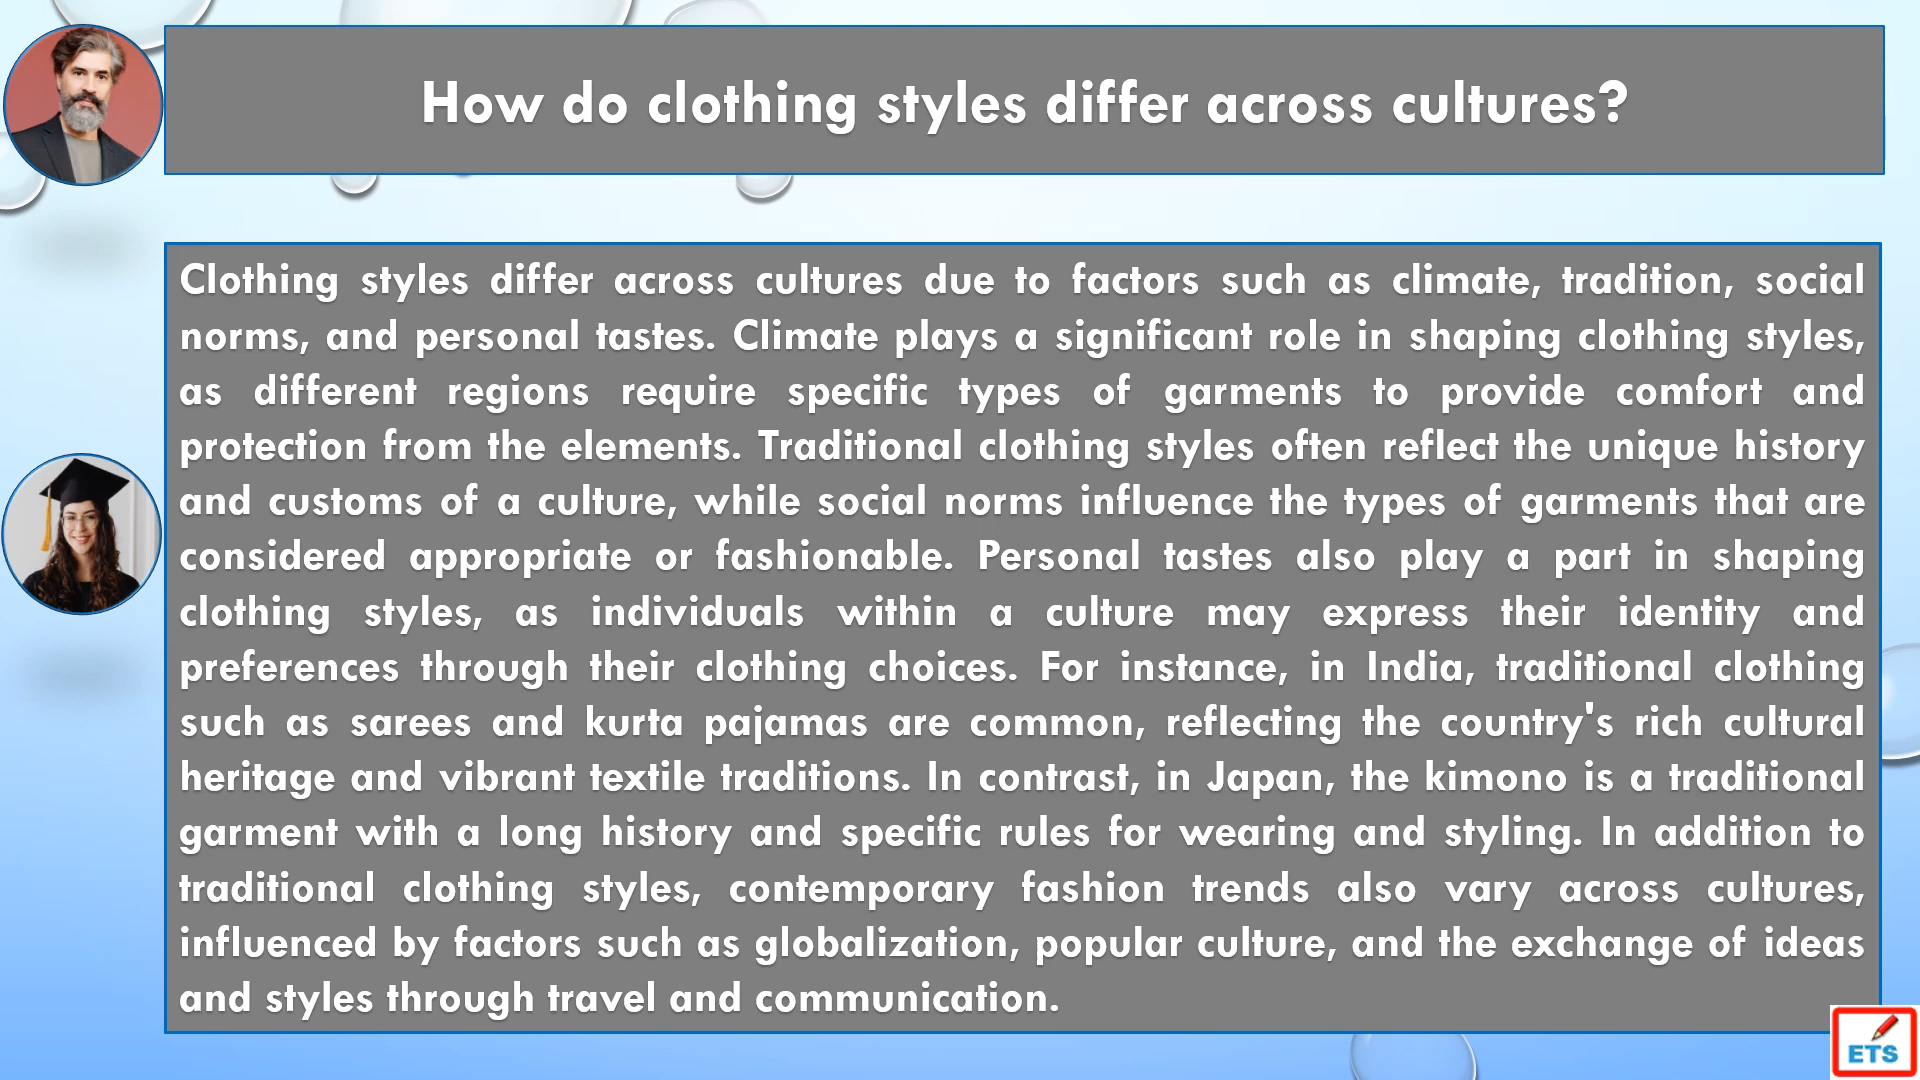 How do clothing styles differ across cultures?
Clothing styles differ across cultures due to factors such as climate, tradition, social
norms, and personal tastes. Climate plays a significant role in shaping clothing styles,
as different regions require specific types of garments to provide comfort and
protection from the elements. Traditional clothing styles often reflect the unique history
and customs of a culture, while social norms influence the types of garments that are
considered appropriate or fashionable. Personal tastes also play a part in shaping
clothing styles, as individuals within a culture may express their identity and
preferences through their clothing choices. For instance, in India, traditional clothing
such as sarees and kurta pajamas are common, reflecting the country's rich cultural
heritage and vibrant textile traditions. In contrast, in Japan, the kimono is a traditional
garment with a long history and specific rules for wearing and styling. In addition to
traditional clothing styles, contemporary fashion trends also vary across cultures,
influenced by factors such as globalization, popular culture, and the exchange of ideas
and styles through travel and communication.
ETS